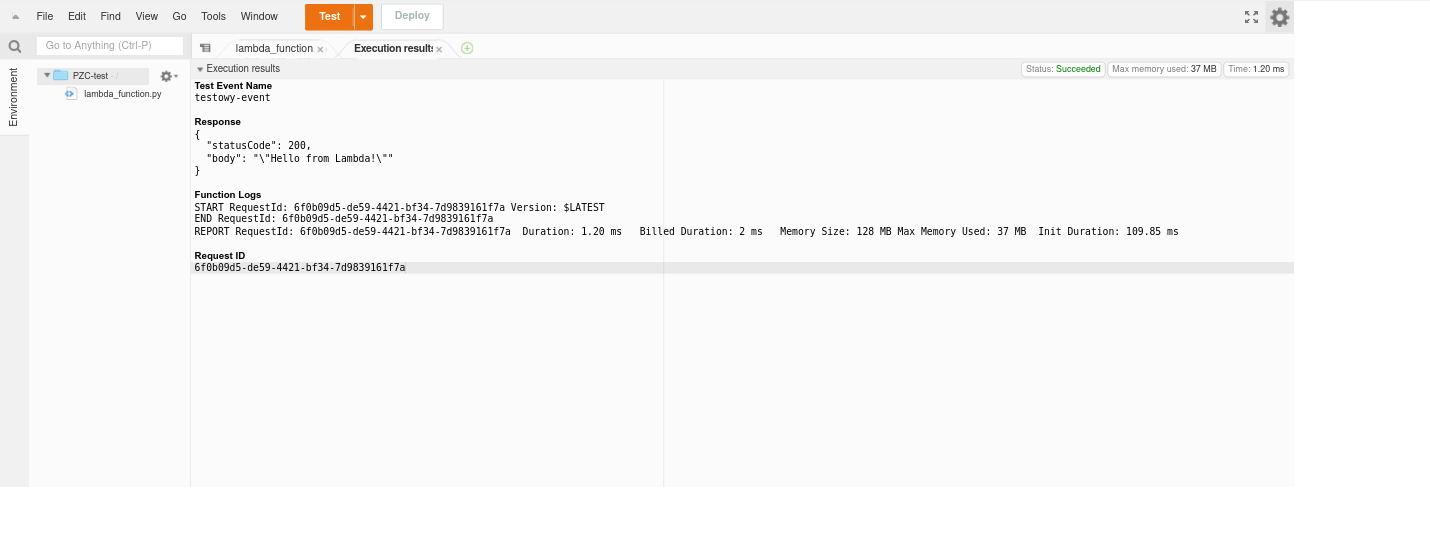 File Edit Find View Go Tools Window Test Deploy
Go to Anything (Ctrl-P)
lambda_function × Execution results ×
Environment
PZC-test - /
lambda_function.py
Execution results
Status: Succeeded Max memory used: 37 MB Time: 1.20 ms
Test Event Name
testowy-event
Response
{
"statusCode": 200,
"body": "\"Hello from Lambda!\""
}
Function Logs
START RequestId: 6f0b09d5-de59-4421-bf34-7d9839161f7a Version: $LATEST
END RequestId: 6f0b09d5-de59-4421-bf34-7d9839161f7a
REPORT RequestId: 6f0b09d5-de59-4421-bf34-7d9839161f7a Duration: 1.20 ms Billed Duration: 2 ms Memory Size: 128 MB Max Memory Used: 37 MB Init Duration: 109.85 ms
Request ID
6f0b09d5-de59-4421-bf34-7d9839161f7a